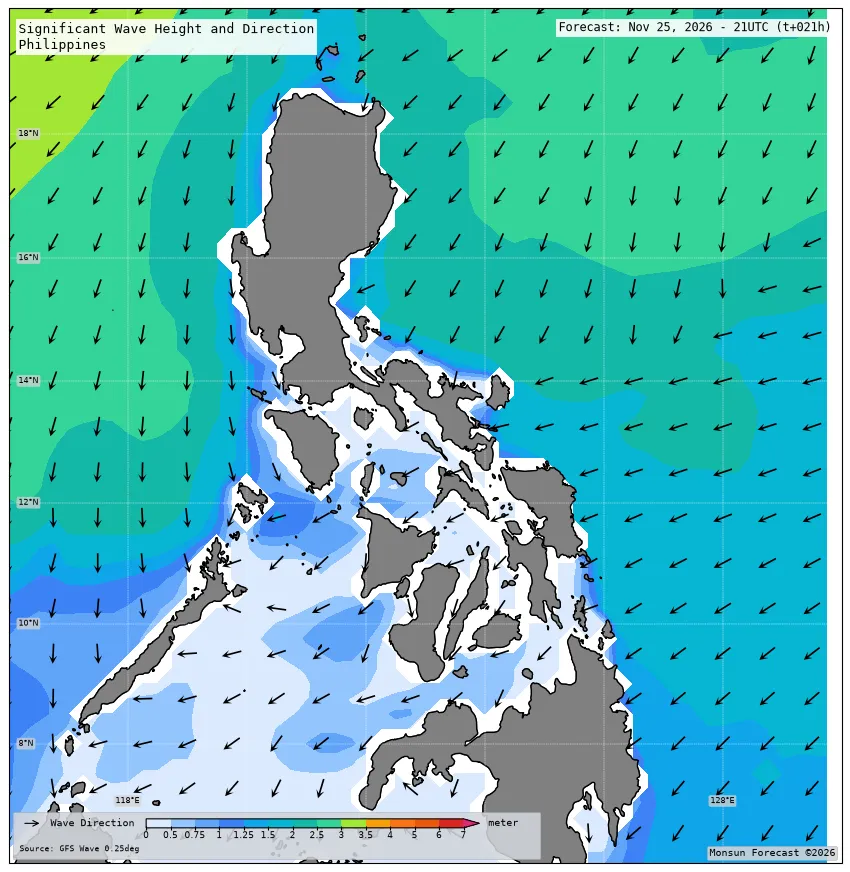 Significant Wave Height and Direction
Philippines
Forecast: Nov 25, 2026 - 21UTC (t+021h)
18°N
16°N
14°N
12°N
10°N
8°N
118°E
128°E
Wave Direction
0 0.5 0.75 1 1.25 1.5 2 2.5 3 3.5 4 5 6 7
meter
Source: GFS Wave 0.25deg
Monsun Forecast ©2026